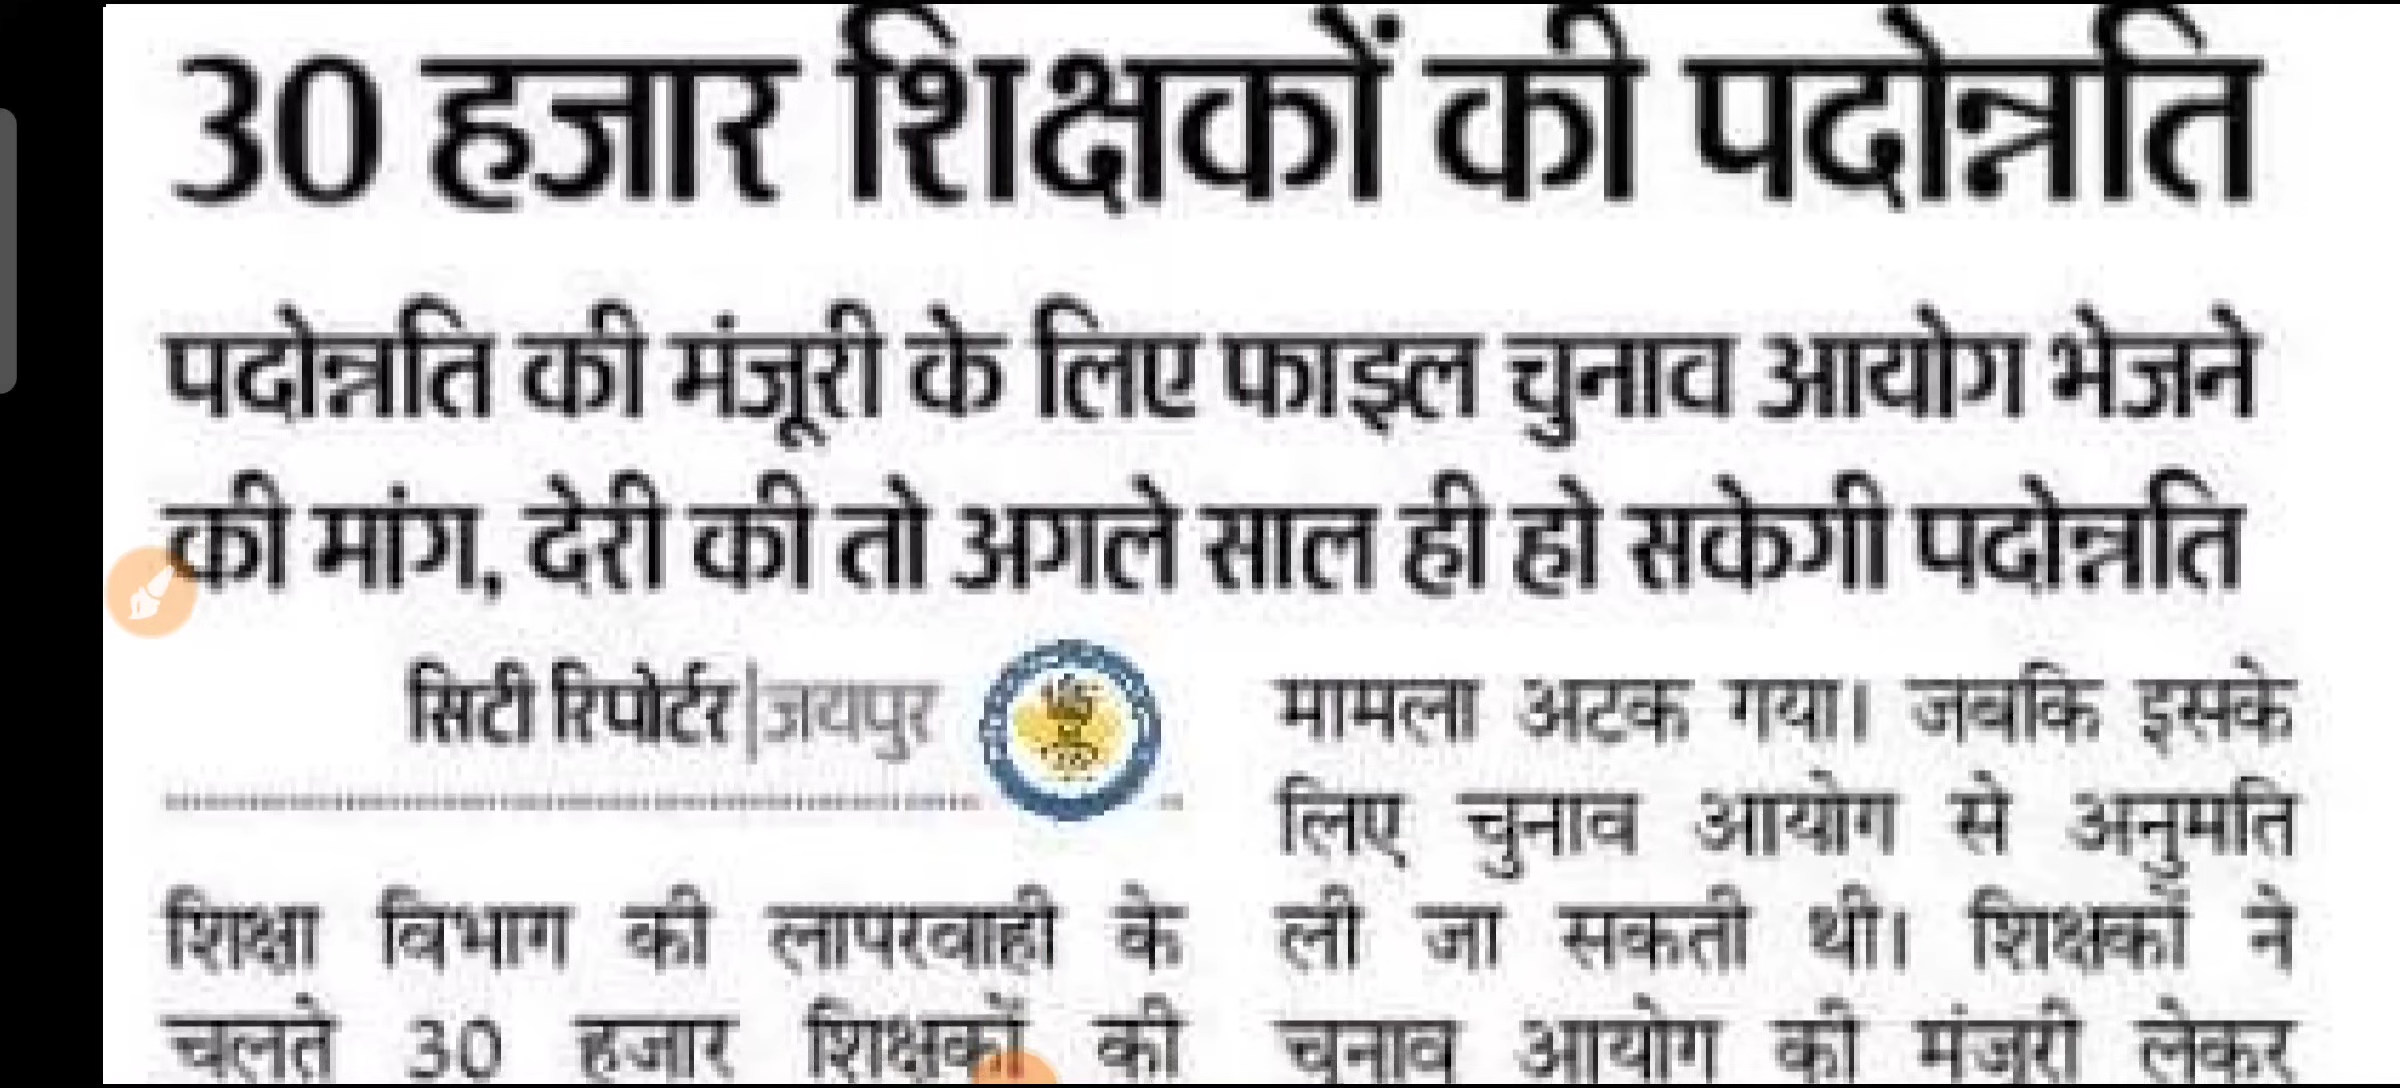 30 हजार शिक्षकों की पदोन्नति
पदोन्नति की मंजूरी के लिए फाइल चुनाव आयोग भेजने
की मांग, देरी की तो अगले साल ही हो सकेगी पदोन्नति
सिटी रिपोर्टर|जयपुर
शिक्षा विभाग की लापरवाही के
चलते 30 हजार शिक्षकों की
मामला अटक गया। जबकि इसके
लिए चुनाव आयोग से अनुमति
ली जा सकती थी। शिक्षकों ने
चुनाव आयोग की मंजूरी लेकर